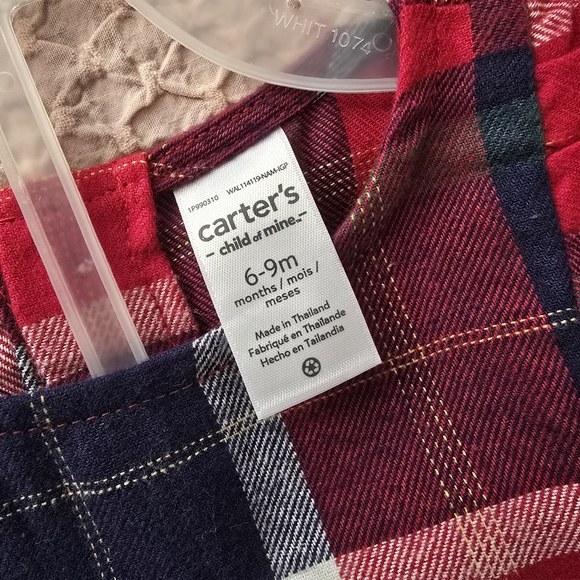 WHIT 1074
1P990310 WAL114119-NAM-IGP
carter's
child of mine
6-9m
months / mois /
meses
Made in Thailand
Fabriqué en Thaïlande
Hecho en Tailandia